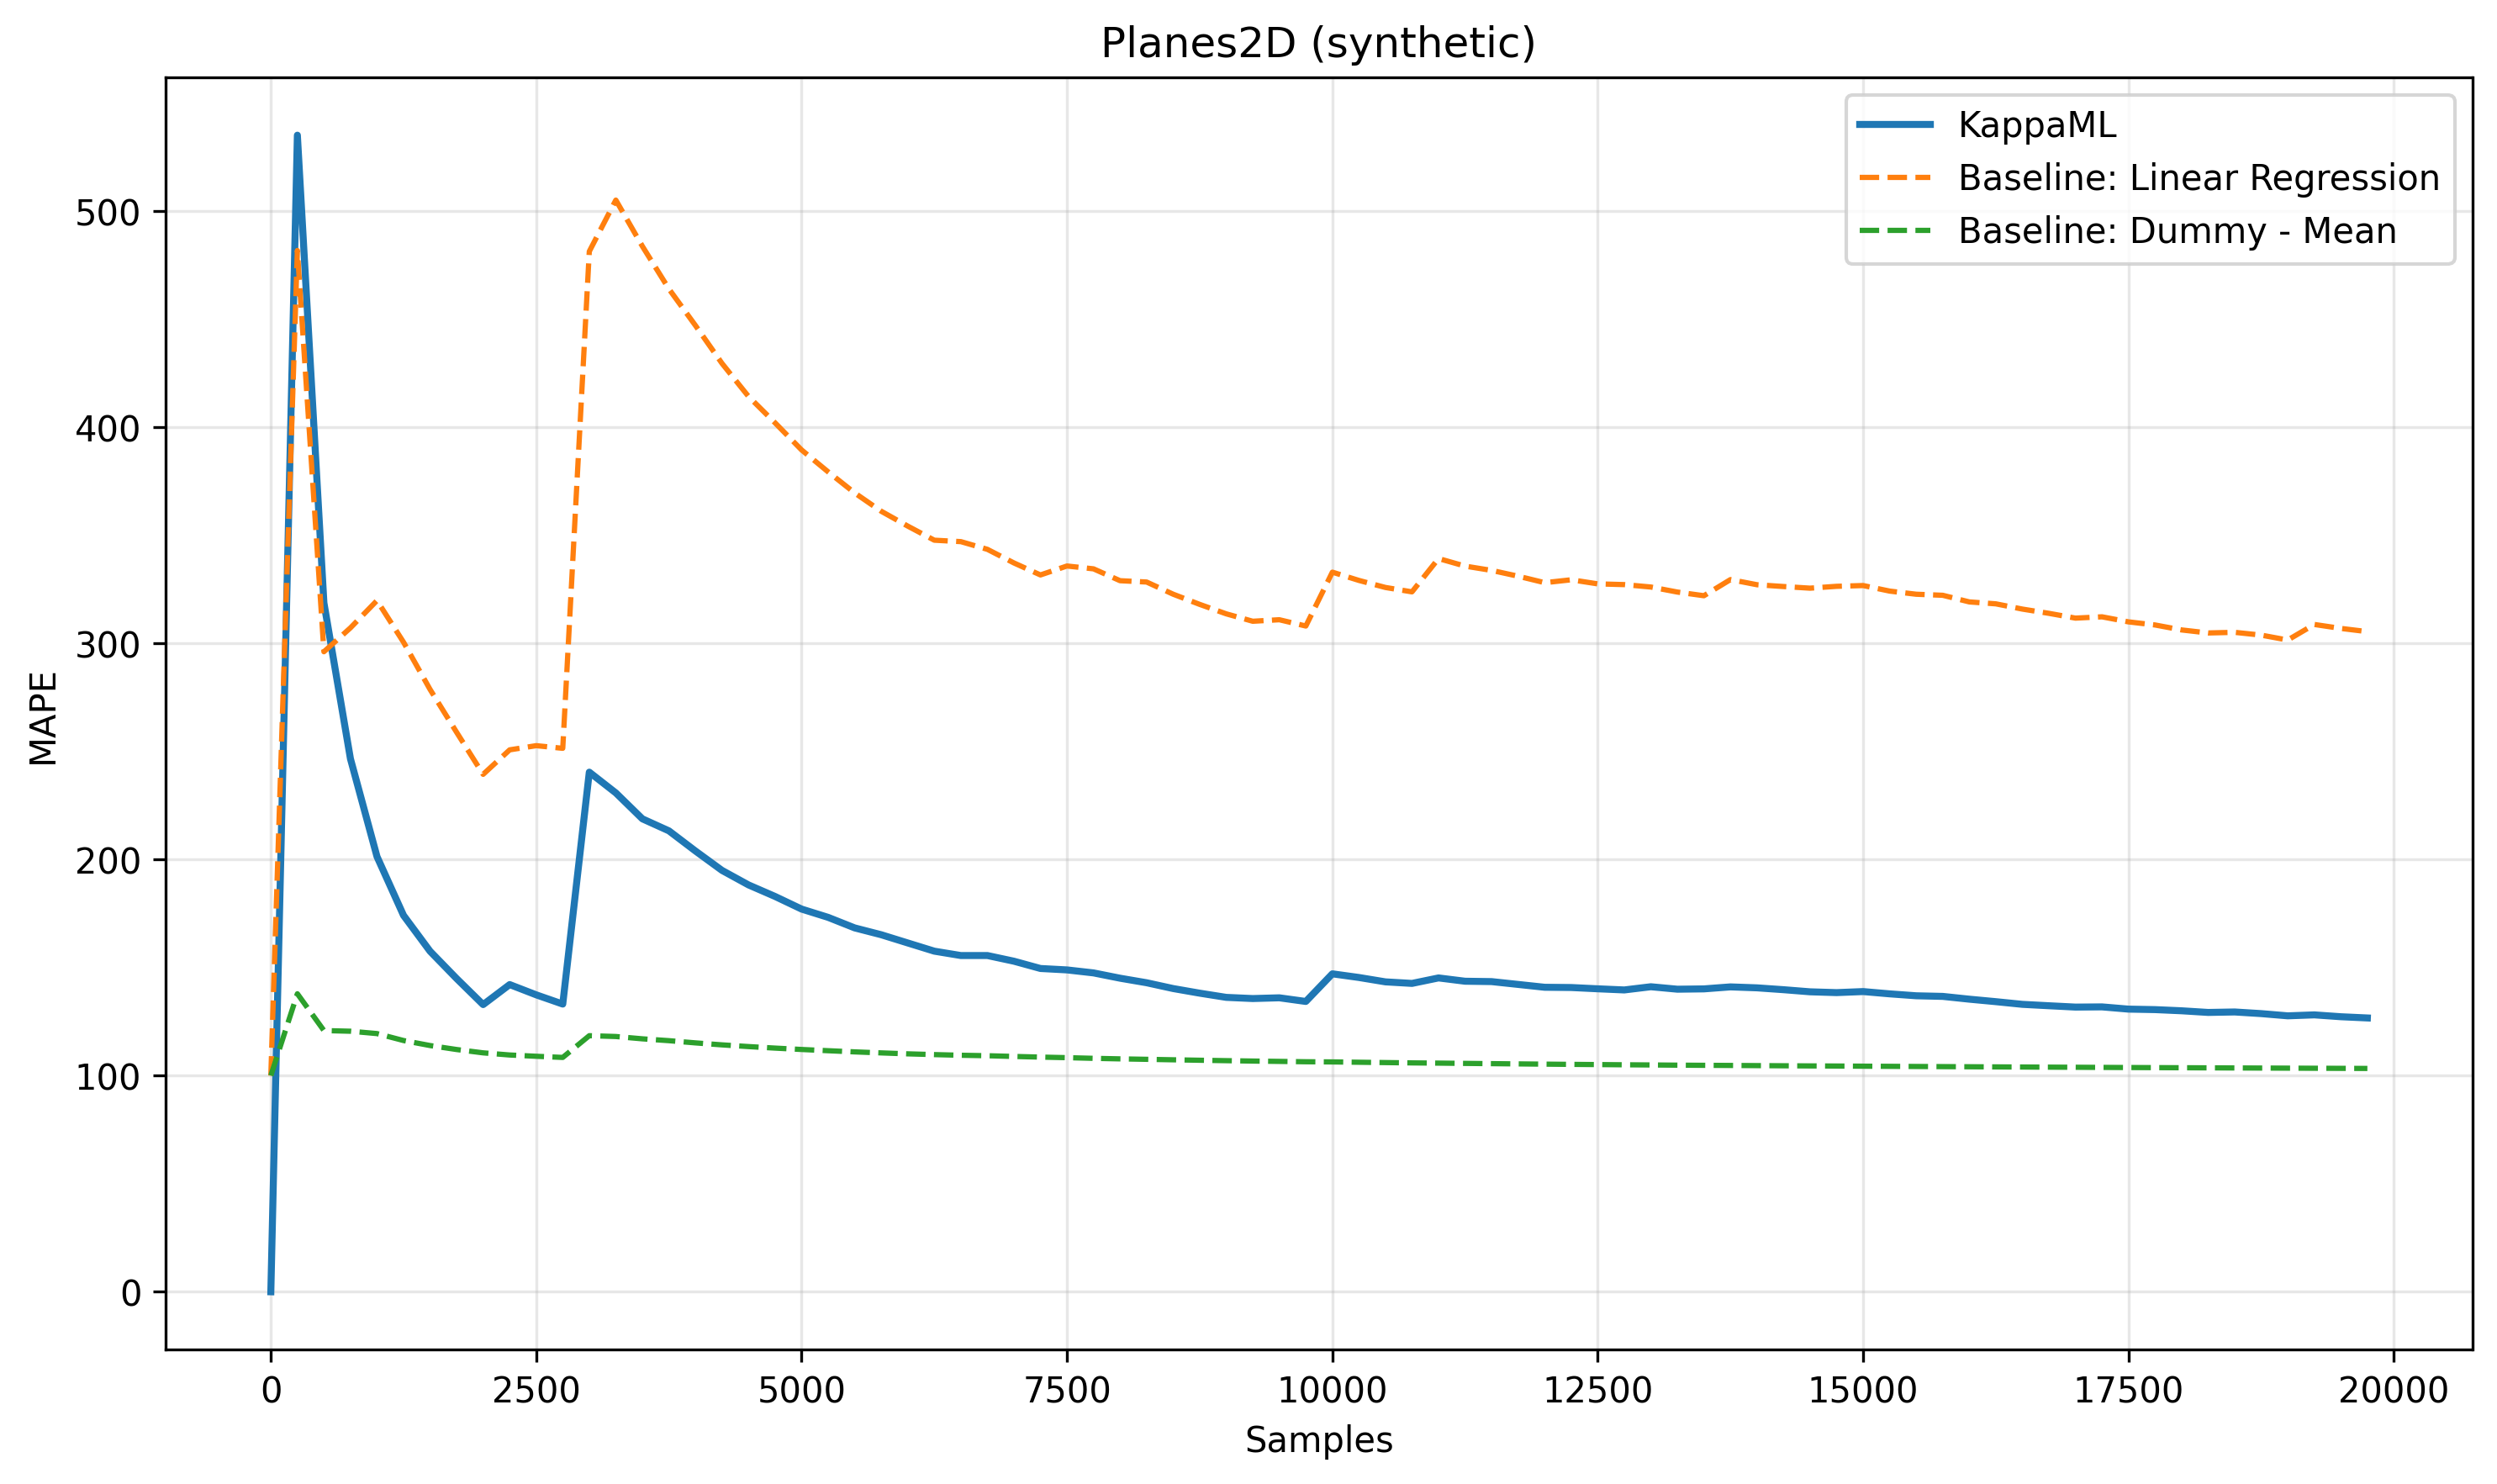 Planes2D (synthetic)
KappaML
Baseline: Linear Regression
Baseline: Dummy - Mean
MAPE
500
400
300
200
100
0
0 2500 5000 7500 10000 12500 15000 17500 20000
Samples